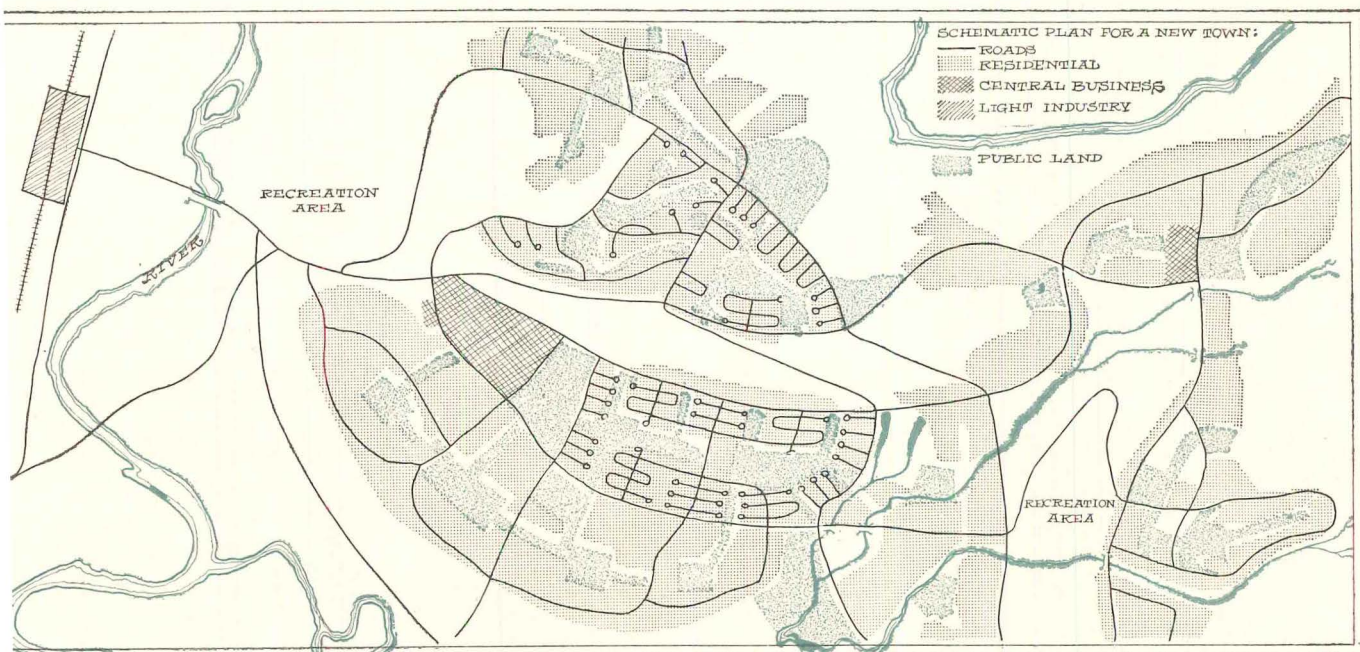 SCHEMATIC PLAN FOR A NEW TOWN:
ROADS
RESIDENTIAL
CENTRAL BUSINESS
LIGHT INDUSTRY
PUBLIC LAND
RECREATION
AREA
RIVER
RECREATION
AREA